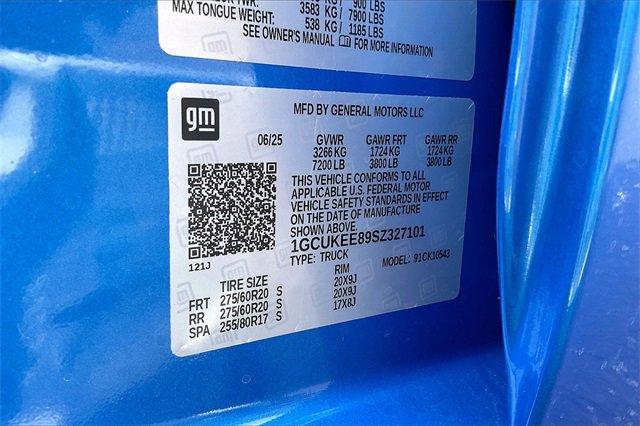 3583 KG / 7900 LBS
MAX TONGUE WEIGHT: 538 KG / 1185 LBS
SEE OWNER'S MANUAL FOR MORE INFORMATION
gm
MFD BY GENERAL MOTORS LLC
06/25 GVWR GAWR FRT GAWR RR
3266 KG 1724 KG 1724 KG
7200 LB 3800 LB 3800 LB
THIS VEHICLE CONFORMS TO ALL
APPLICABLE U.S. FEDERAL MOTOR
VEHICLE SAFETY STANDARDS IN EFFECT
ON THE DATE OF MANUFACTURE
SHOWN ABOVE.
1GCUKEE89SZ327101
TYPE: TRUCK MODEL: 91CK10543
121J
TIRE SIZE RIM
FRT 275/60R20 S 20X9J
RR 275/60R20 S 20X9J
SPA 255/80R17 S 17X8J